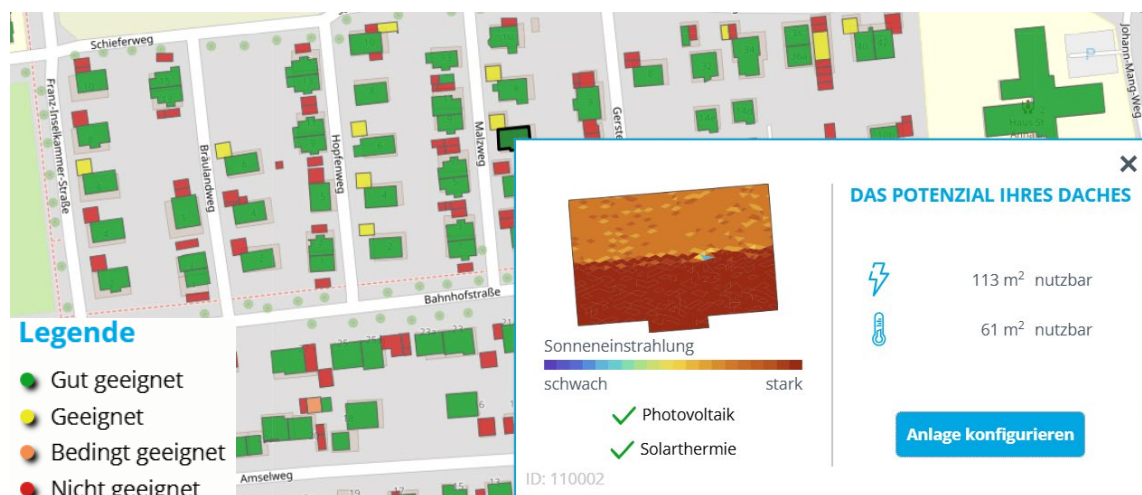 Schieferweg
Franz-Inselkammer-Straße
Bräulandweg
Hopfenweg
Malzweg
Gerste
Johann-Mang-Weg
P
Haus St.
Bahnhofstraße
Amselweg
Legende
Gut geeignet
Geeignet
Bedingt geeignet
Nicht geeignet
DAS POTENZIAL IHRES DACHES
113 m² nutzbar
61 m² nutzbar
Sonneneinstrahlung
schwach stark
Photovoltaik
Solarthermie
Anlage konfigurieren
ID: 110002